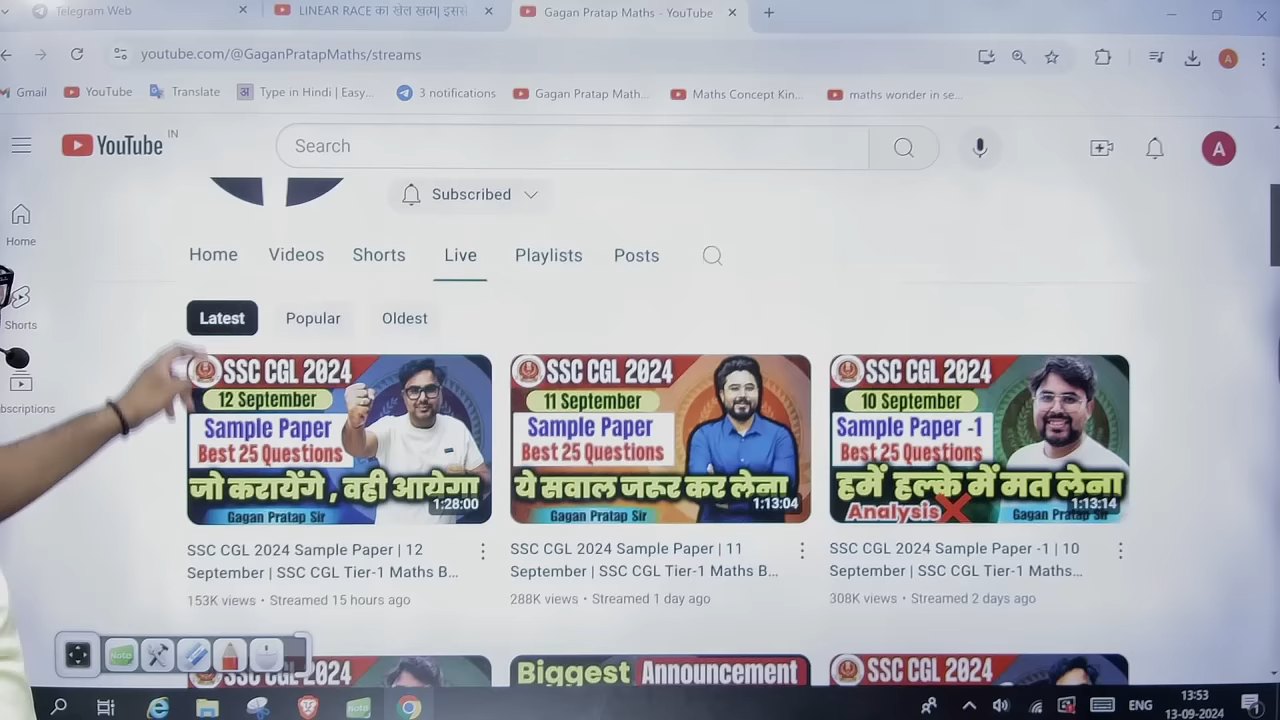 Telegram Web
LINEAR RACE का खेल खत्म| इससे
Gagan Pratap Maths - YouTube
youtube.com/@GaganPratapMaths/streams
Gmail
YouTube
Translate
Type in Hindi | Easy...
3 notifications
Gagan Pratap Math...
Maths Concept Kin...
maths wonder in se...
YouTube IN
Search
A
Subscribed
Home
Shorts
bscriptions
Home
Videos
Shorts
Live
Playlists
Posts
Latest
Popular
Oldest
SSC CGL 2024
12 September
Sample Paper
Best 25 Questions
जो करायेंगे , वही आयेगा
1:28:00
Gagan Pratap Sir
SSC CGL 2024
11 September
Sample Paper
Best 25 Questions
ये सवाल जरूर कर लेना
1:13:04
Gagan Pratap Sir
SSC CGL 2024
10 September
Sample Paper -1
Best 25 Questions
हमें हल्के में मत लेना
1:13:14
Analysis
Gagan Pratap Sir
SSC CGL 2024 Sample Paper | 12
September | SSC CGL Tier-1 Maths B...
153K views • Streamed 15 hours ago
SSC CGL 2024 Sample Paper | 11
September | SSC CGL Tier-1 Maths B...
288K views • Streamed 1 day ago
SSC CGL 2024 Sample Paper -1 | 10
September | SSC CGL Tier-1 Maths...
308K views • Streamed 2 days ago
SSC CGL 2024
Biggest Announcement
SSC CGL 2024
ENG
13:53
13-09-2024